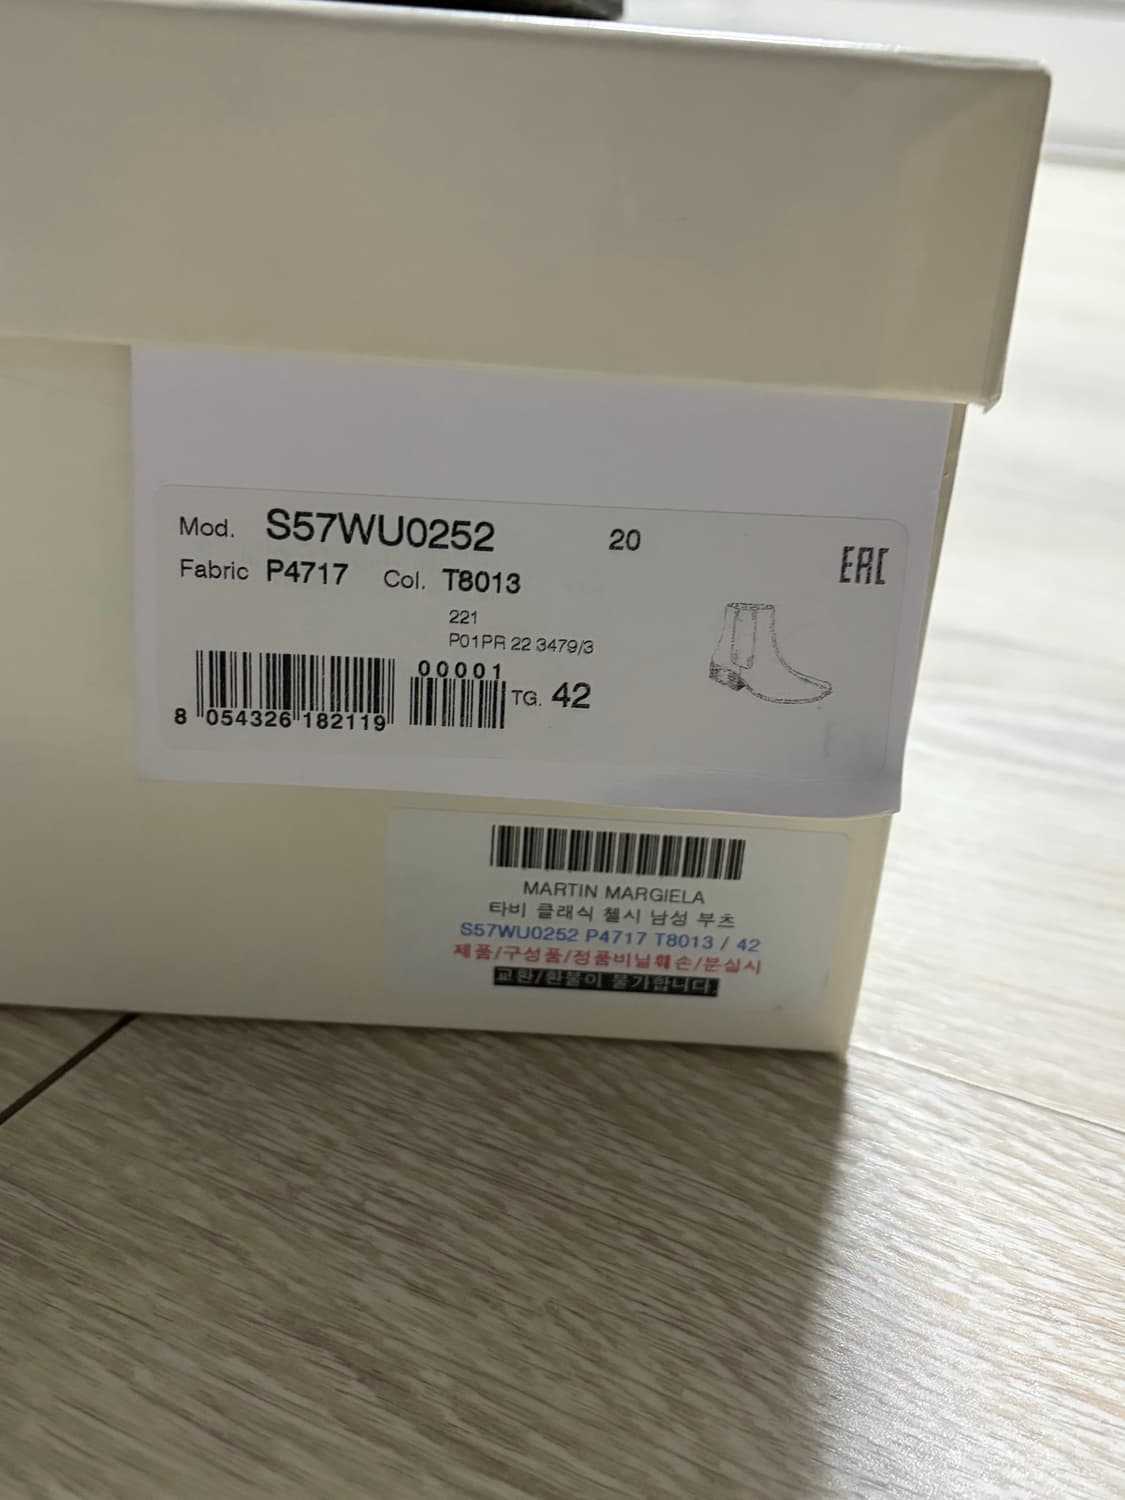 Mod. S57WU0252 20
EAC
Fabric P4717 Col. T8013
221
P01PR 22 3479/3
00001
8 054326 182119
TG. 42
MARTIN MARGIELA
타비 클래식 첼시 남성 부츠
S57WU0252 P4717 T8013 / 42
제품/구성품/정품비닐훼손/분실시
교환/환불이 불가합니다.